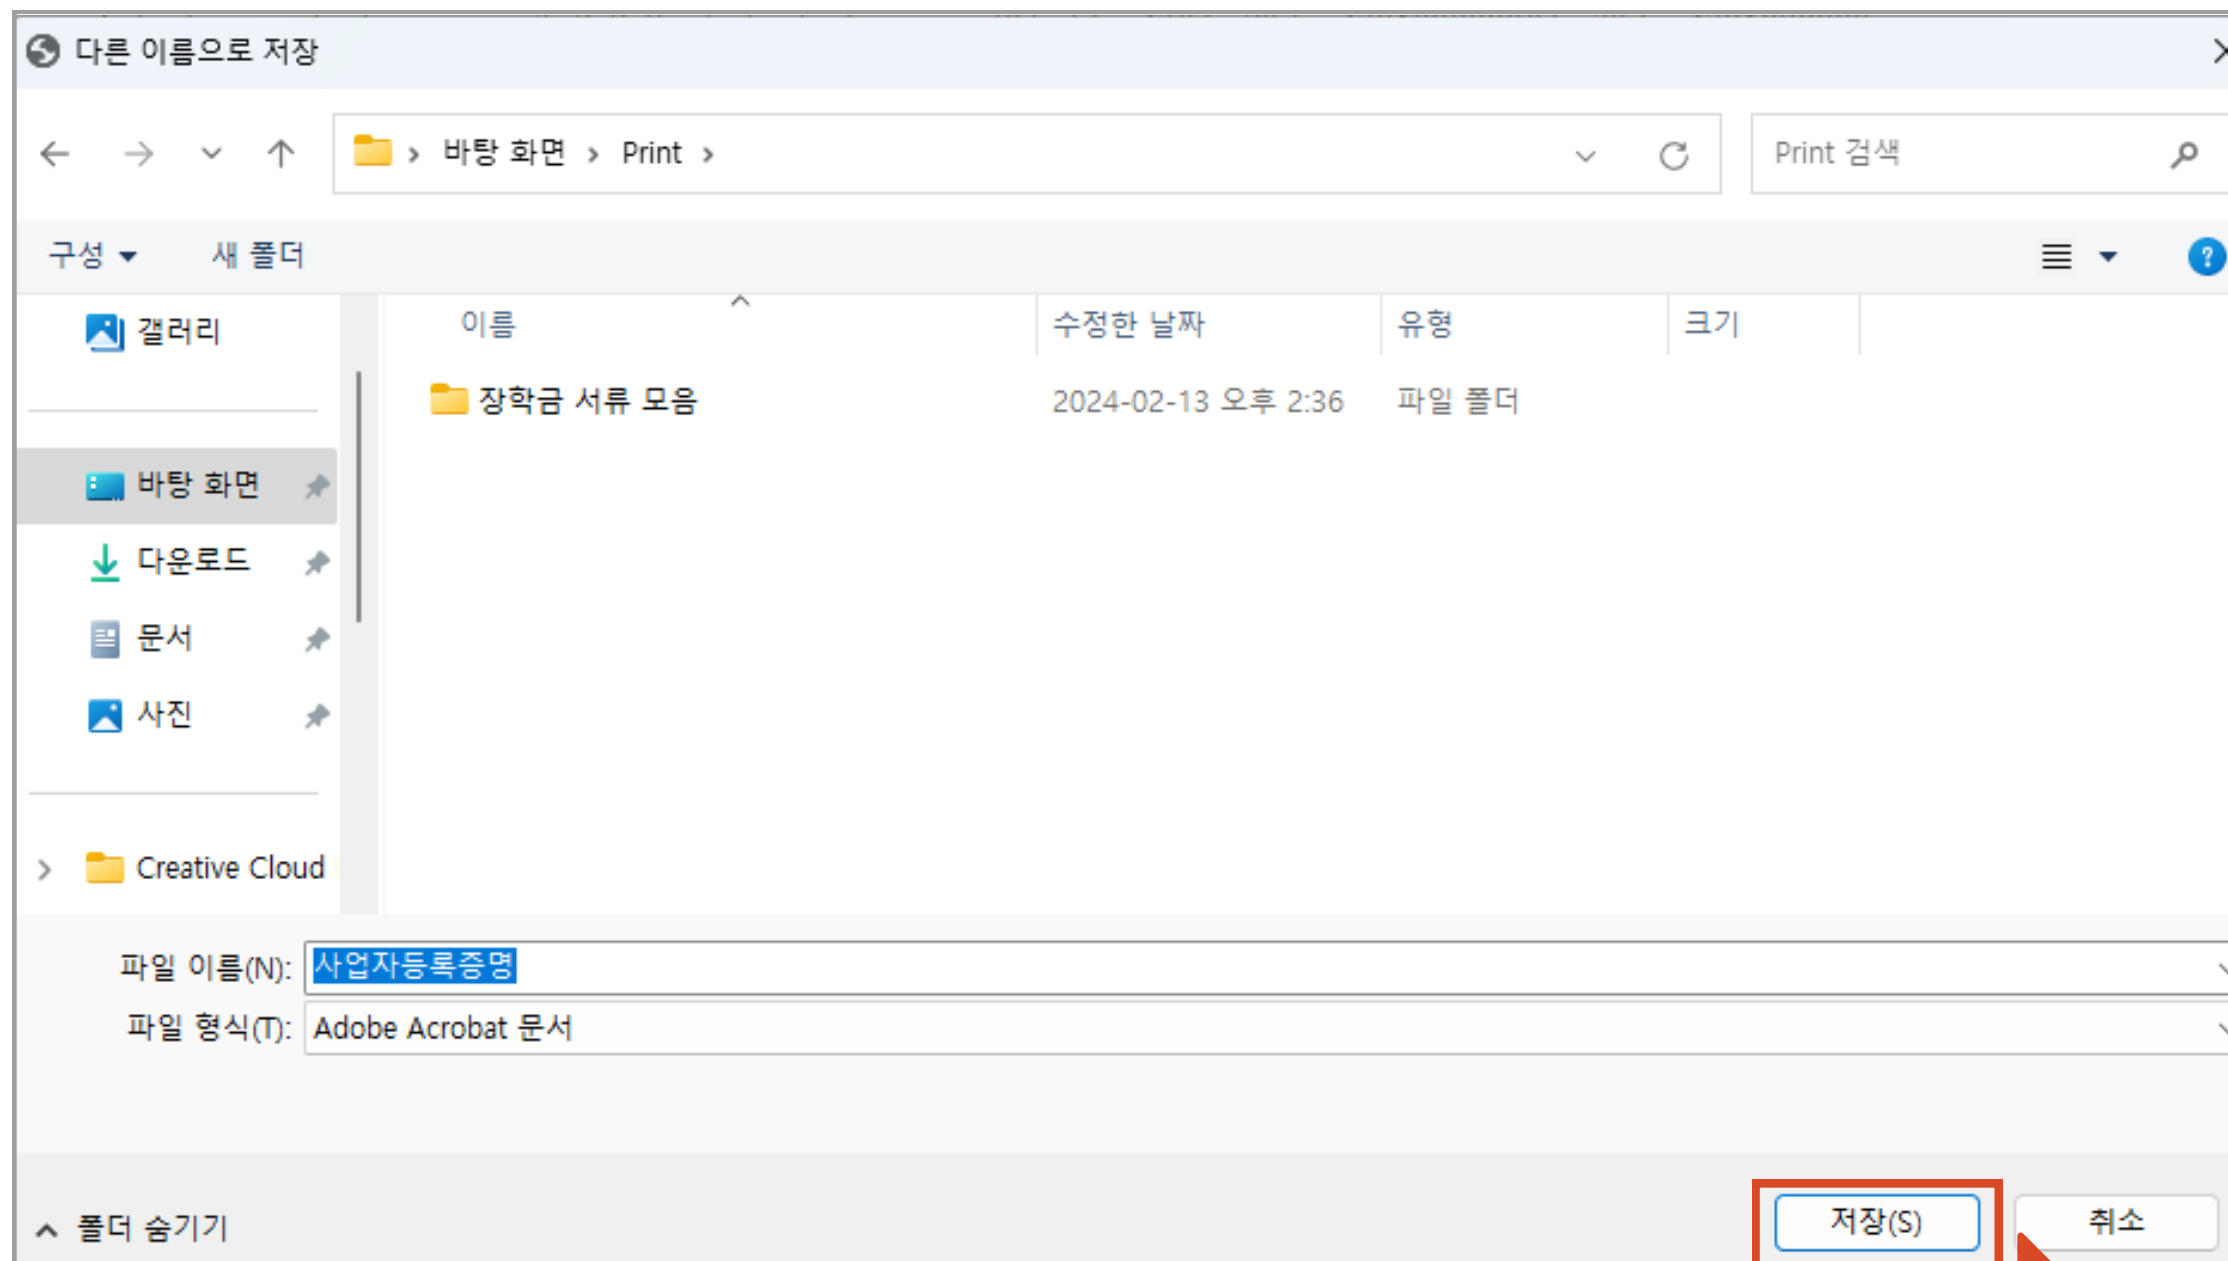 다른 이름으로 저장
바탕 화면 Print
Print 검색
구성 새 폴더
갤러리
바탕 화면
다운로드
문서
사진
Creative Cloud
이름 수정한 날짜 유형 크기
장학금 서류 모음 2024-02-13 오후 2:36 파일 폴더
파일 이름(N): 사업자등록증명
파일 형식(T): Adobe Acrobat 문서
폴더 숨기기
저장(S) 취소